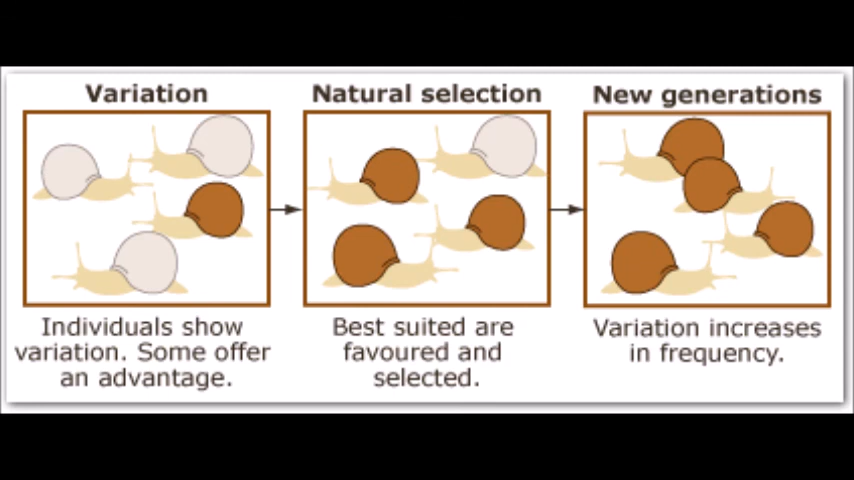 Variation
Natural selection
New generations
Individuals show
variation. Some offer
an advantage.
Best suited are
favoured and
selected.
Variation increases
in frequency.